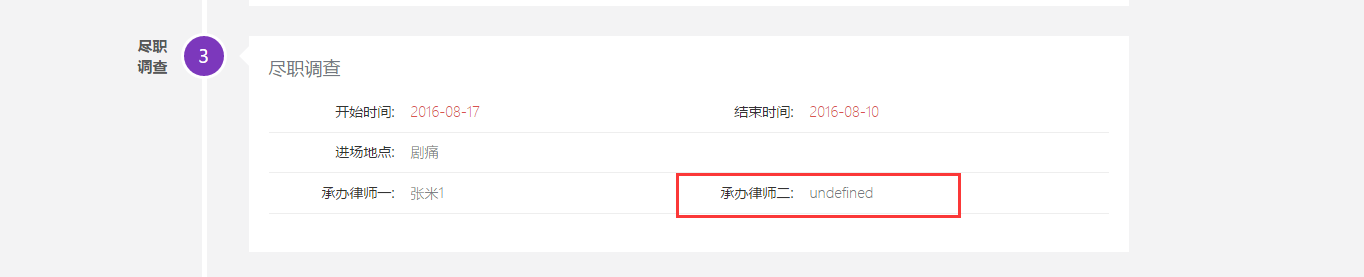 尽职
调查
3
尽职调查
开始时间: 2016-08-17 结束时间: 2016-08-10
进场地点: 剧痛
承办律师一: 张米1 承办律师二: undefined